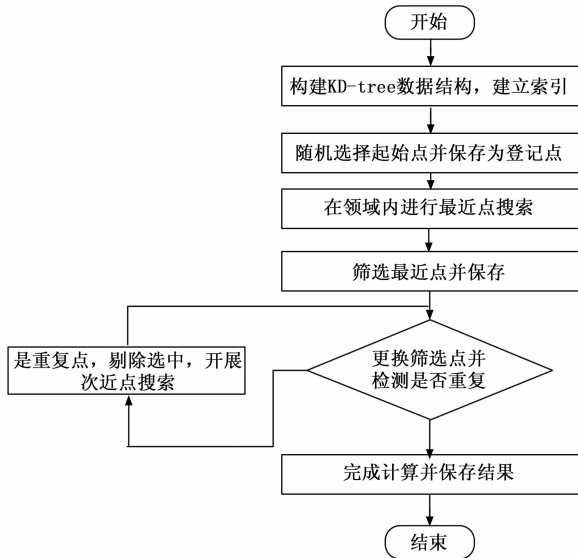 开始
构建KD-tree数据结构，建立索引
随机选择起始点并保存为登记点
在领域内进行最近点搜索
筛选最近点并保存
更换筛选点并
检测是否重复
是重复点，剔除选中，开展
次近点搜索
完成计算并保存结果
结束